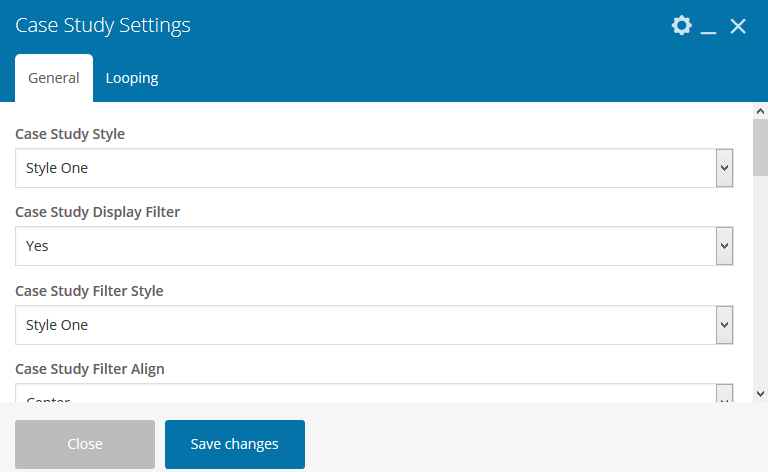 Case Study Settings
General Looping
Case Study Style
Style One
Case Study Display Filter
Yes
Case Study Filter Style
Style One
Case Study Filter Align
Center
Close Save changes